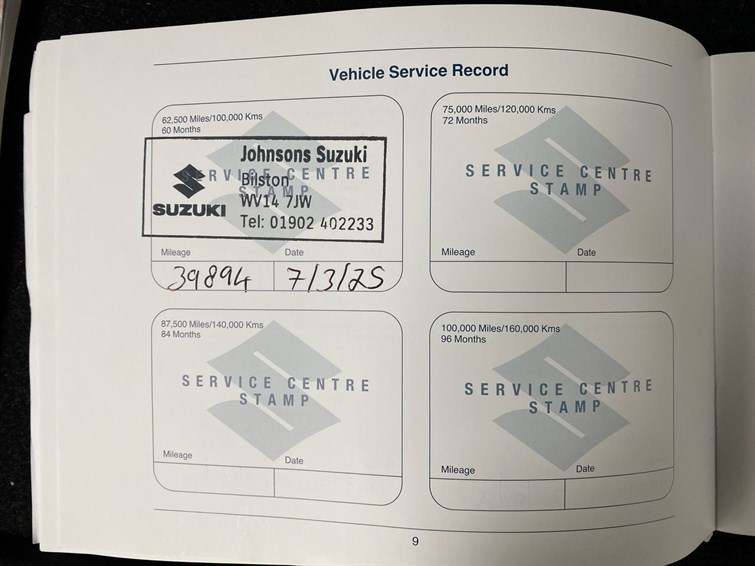 Vehicle Service Record
62,500 Miles/100,000 Kms
60 Months
SERVICE CENTRE
STAMP
Johnsons Suzuki
Bilston
WV14 7JW
Tel: 01902 402233
SUZUKI
Mileage Date
39894 7/3/25
75,000 Miles/120,000 Kms
72 Months
SERVICE CENTRE
STAMP
Mileage Date
87,500 Miles/140,000 Kms
84 Months
SERVICE CENTRE
STAMP
Mileage Date
100,000 Miles/160,000 Kms
96 Months
SERVICE CENTRE
STAMP
Mileage Date
9